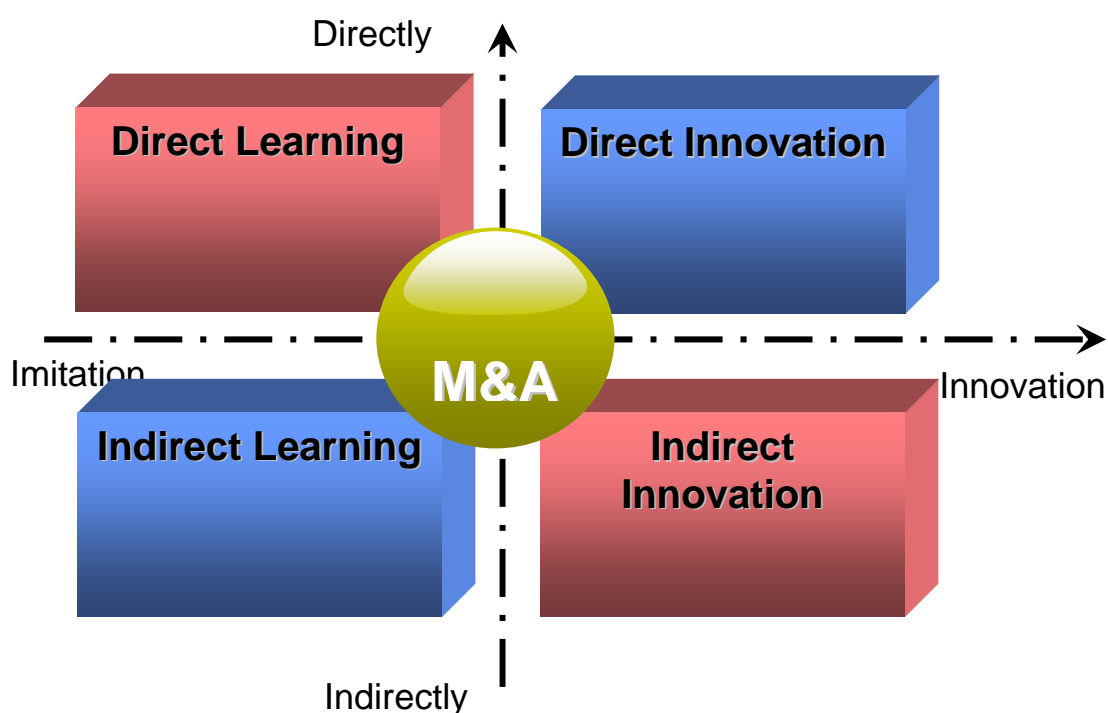 Directly
Direct Learning
Direct Innovation
Imitation
M&A
Innovation
Indirect Learning
Indirect
Innovation
Indirectly